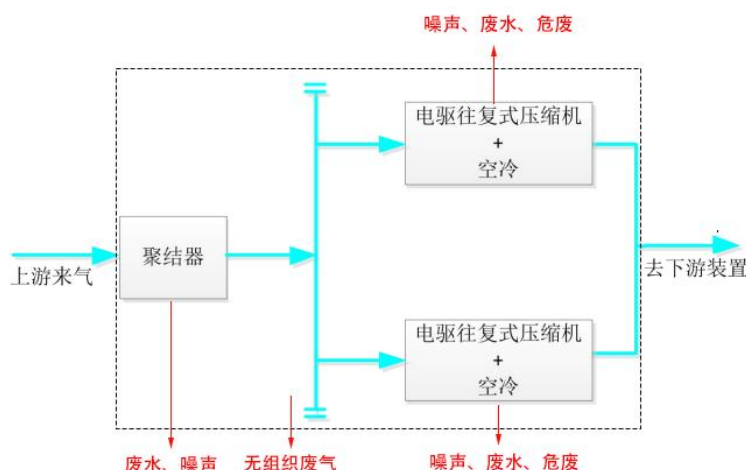 噪声、废水、危废
电驱往复式压缩机
+
空冷
上游来气
聚结器
去下游装置
电驱往复式压缩机
+
空冷
废水、噪声
无组织废气
噪声、废水、危废